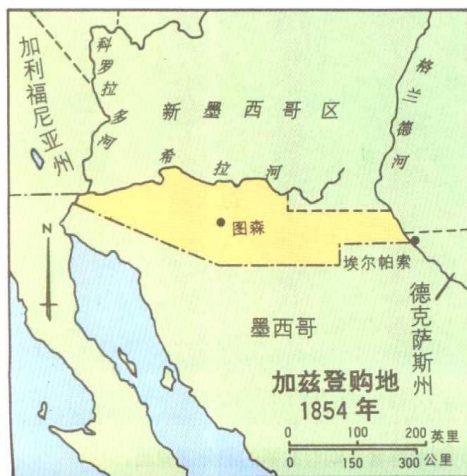 加利福尼亚州
科罗拉多河
新墨西哥区
格兰德河
希拉河
N
图森
埃尔帕索
德克萨斯州
墨西哥
加兹登购地
1854 年
0 100 200 英里
0 150 300 公里